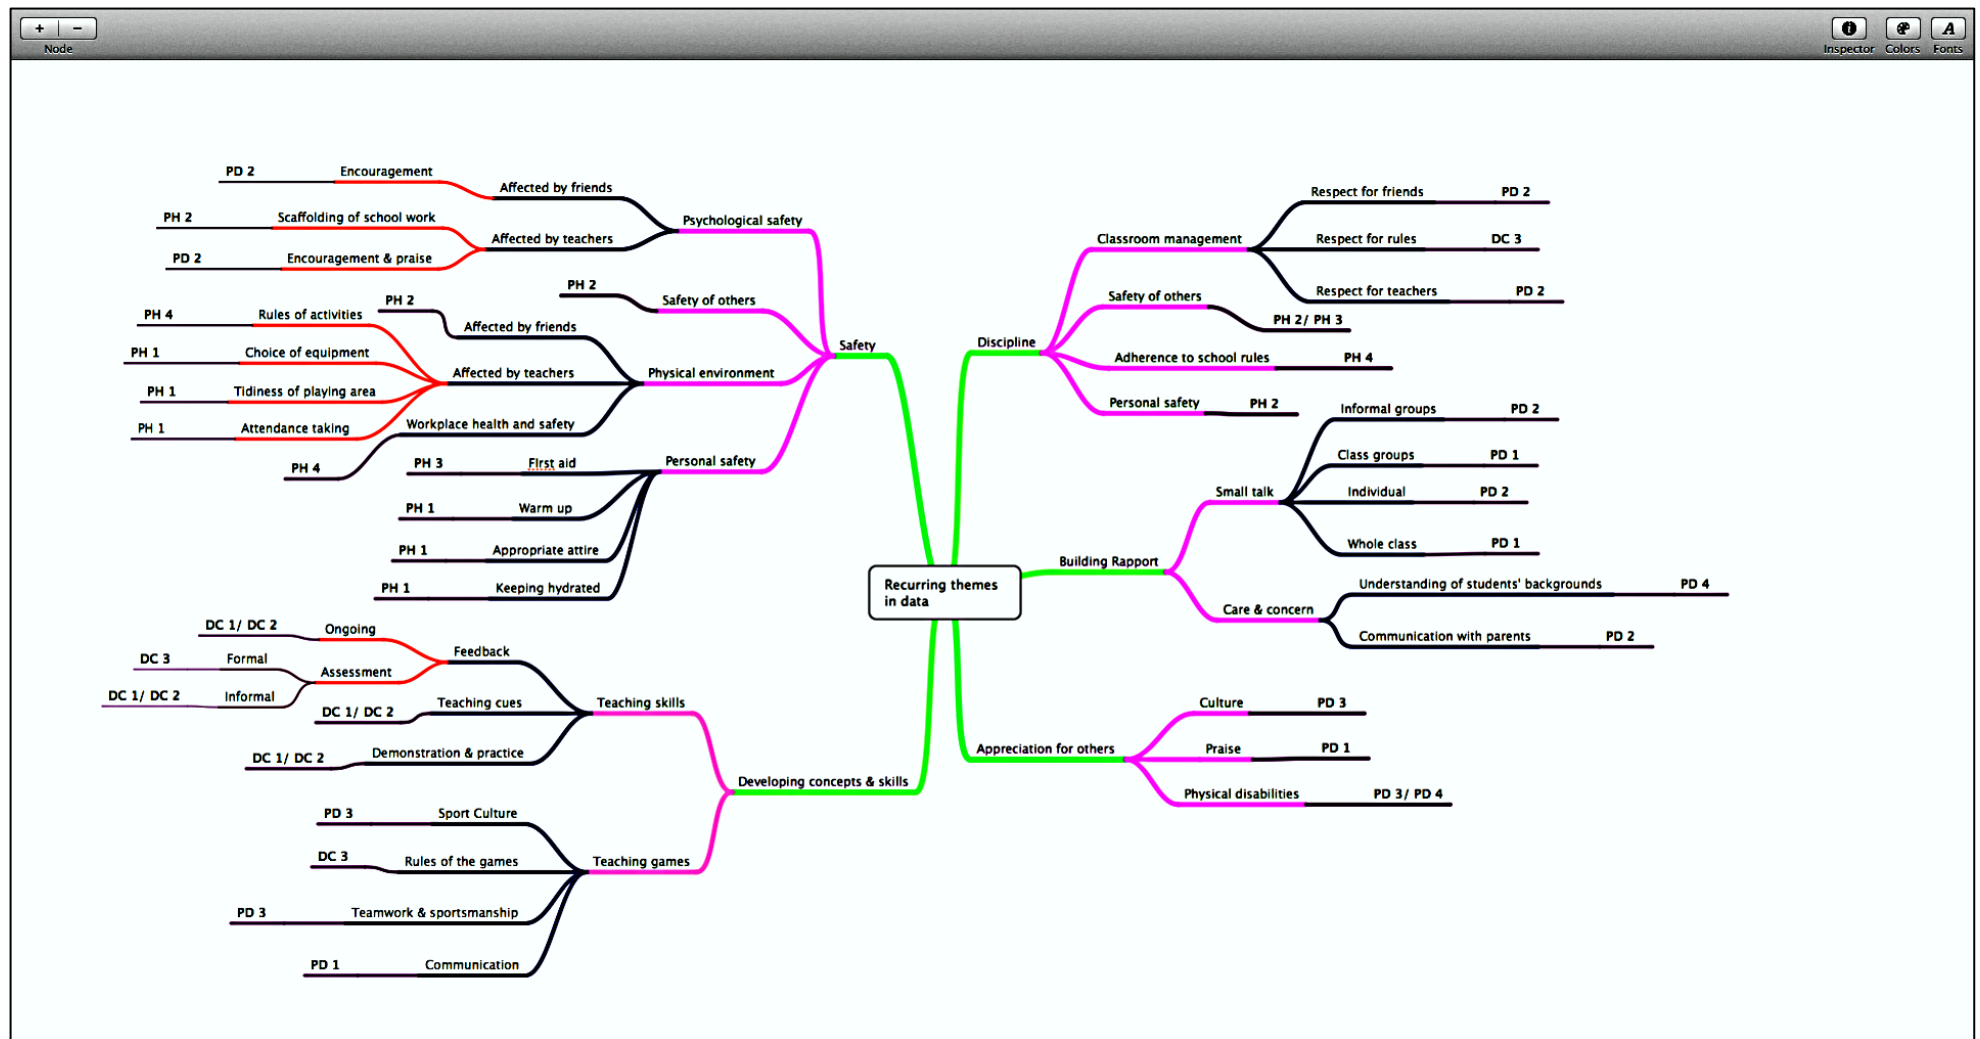 + −
Node
Inspector Colors Fonts
PD 2 Encouragement
Affected by friends
PH 2 Scaffolding of school work
Psychological safety
Affected by teachers
PD 2 Encouragement & praise
PH 2 Safety of others
PH 2
Affected by friends
PH 4 Rules of activities
Safety
PH 1 Choice of equipment
Affected by teachers
Physical environment
PH 1 Tidiness of playing area
PH 1 Attendance taking
Workplace health and safety
PH 4
PH 3 FIrst aid
Personal safety
PH 1 Warm up
PH 1 Appropriate attire
PH 1 Keeping hydrated
Recurring themes
in data
DC 1/ DC 2 Ongoing
Feedback
DC 3 Formal
Assessment
DC 1/ DC 2 Informal
Teaching cues
DC 1/ DC 2
Teaching skills
DC 1/ DC 2 Demonstration & practice
Developing concepts & skills
PD 3 Sport Culture
DC 3 Rules of the games
Teaching games
PD 3 Teamwork & sportsmanship
PD 1 Communication
Respect for friends PD 2
Classroom management
Respect for rules DC 3
Respect for teachers PD 2
Safety of others
PH 2/ PH 3
Discipline
Adherence to school rules PH 4
Personal safety PH 2
Informal groups PD 2
Class groups PD 1
Small talk
Individual PD 2
Whole class PD 1
Building Rapport
Understanding of students' backgrounds PD 4
Care & concern
Communication with parents PD 2
Culture PD 3
Appreciation for others
Praise PD 1
Physical disabilities PD 3/ PD 4